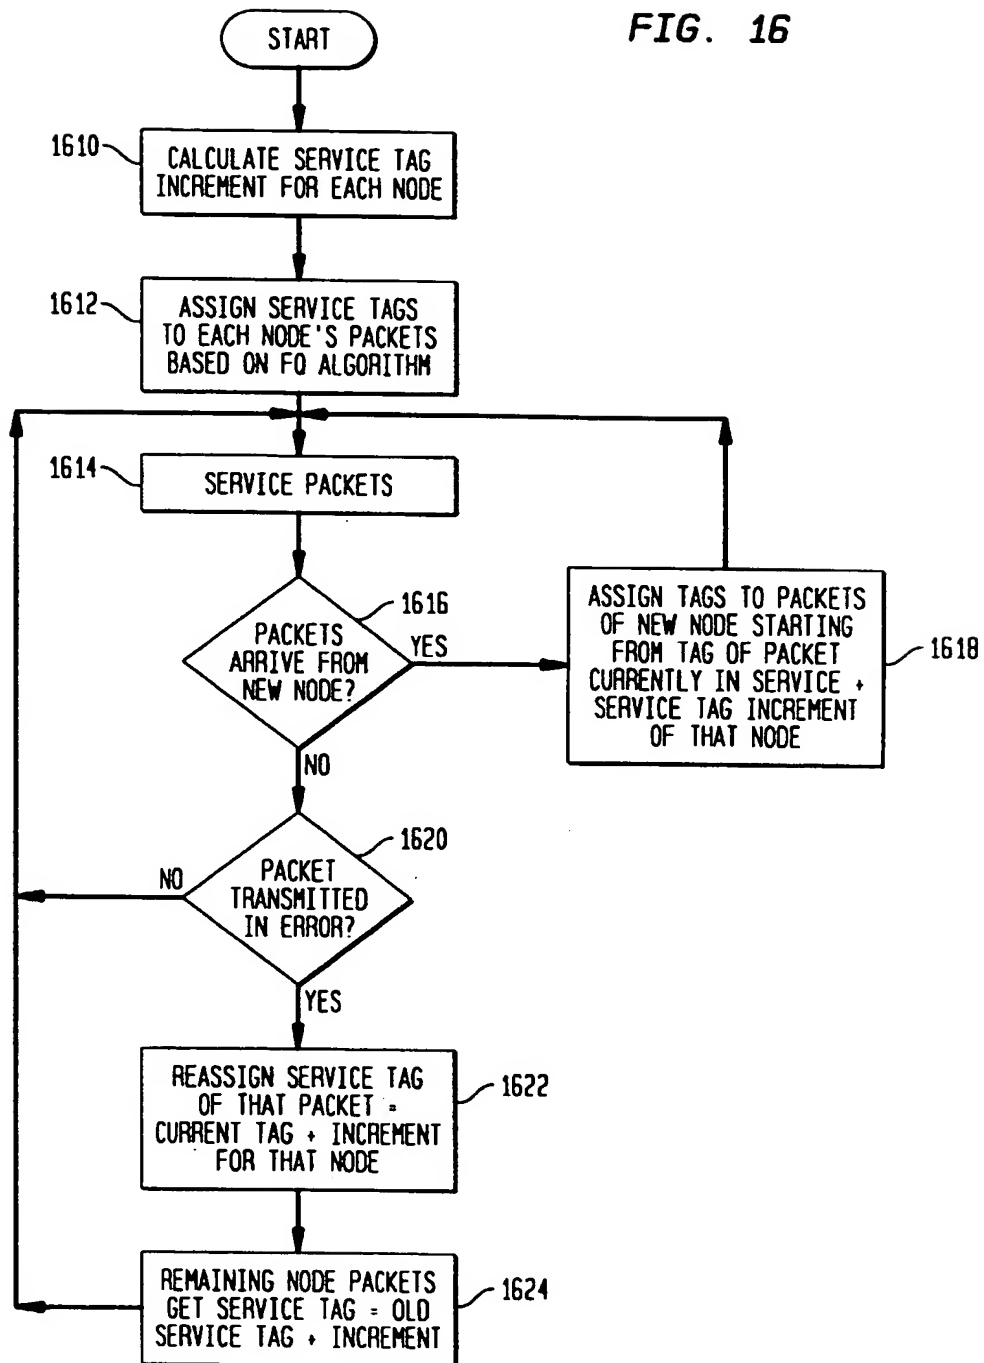 FIG. 16
START
1610
CALCULATE SERVICE TAG
INCREMENT FOR EACH NODE
1612
ASSIGN SERVICE TAGS
TO EACH NODE'S PACKETS
BASED ON FQ ALGORITHM
1614
SERVICE PACKETS
1616
PACKETS
ARRIVE FROM
NEW NODE?
YES
NO
ASSIGN TAGS TO PACKETS
OF NEW NODE STARTING
FROM TAG OF PACKET
CURRENTLY IN SERVICE +
SERVICE TAG INCREMENT
OF THAT NODE
1618
1620
PACKET
TRANSMITTED
IN ERROR?
NO
YES
REASSIGN SERVICE TAG
OF THAT PACKET =
CURRENT TAG + INCREMENT
FOR THAT NODE
1622
REMAINING NODE PACKETS
GET SERVICE TAG = OLD
SERVICE TAG + INCREMENT
1624